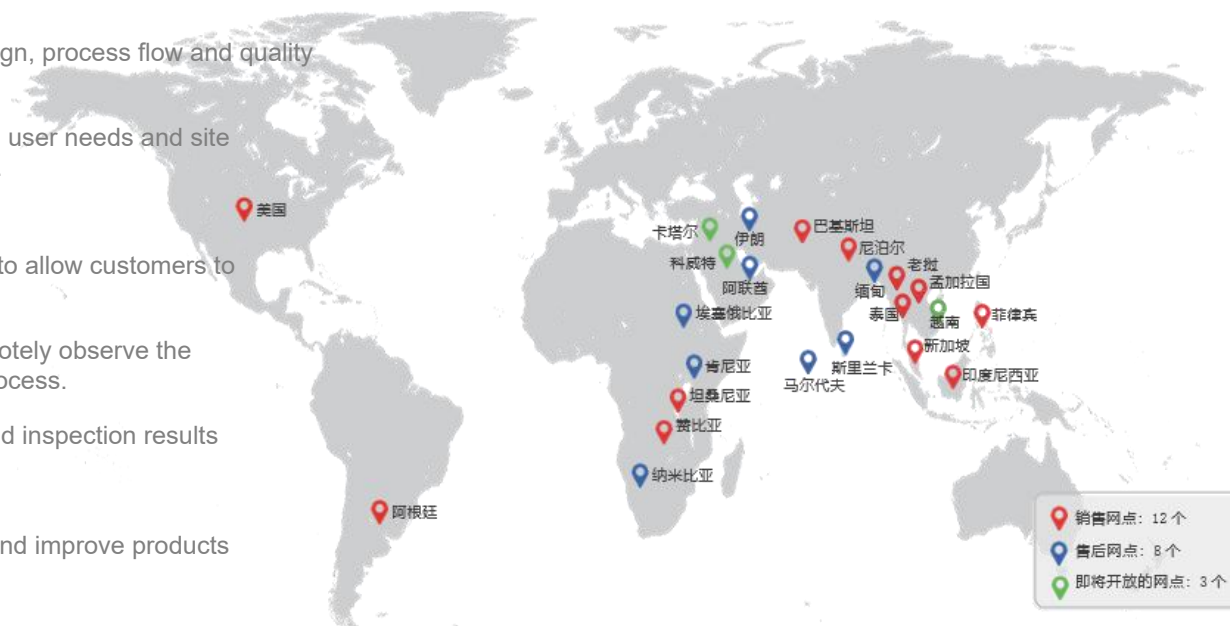 gn, process flow and quality
user needs and site
to allow customers to
otely observe the
ocess.
d inspection results
nd improve products
美国
阿根廷
卡塔尔
伊朗
科威特
阿联酋
埃塞俄比亚
肯尼亚
坦桑尼亚
赞比亚
纳米比亚
巴基斯坦
尼泊尔
缅甸
老挝
孟加拉国
泰国
越南
菲律宾
新加坡
斯里兰卡
马尔代夫
印度尼西亚
销售网点：12 个
售后网点：8 个
即将开放的网点：3 个